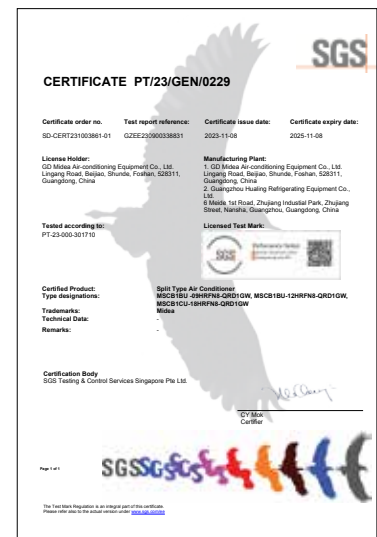 SGS
CERTIFICATE PT/23/GEN/0229
Certificate order no. Test report reference: Certificate issue date: Certificate expiry date:
SD-CERT231003861-01 GZEE230900338831 2023-11-08 2025-11-08
License Holder:
GD Midea Air-conditioning Equipment Co., Ltd.
Lingang Road, Beijiao, Shunde, Foshan, 528311,
Guangdong, China
Manufacturing Plant:
1. GD Midea Air-conditioning Equipment Co., Ltd.
Lingang Road, Beijiao, Shunde, Foshan, 528311,
Guangdong, China
2. Guangzhou Hualing Refrigerating Equipment Co.,
Ltd.
6 Meide 1st Road, Zhujiang Industial Park, Zhujiang
Street, Nansha, Guangzhou, Guangdong, China
Tested according to:
PT-23-000-301710
Licensed Test Mark:
Certified Product: Split Type Air Conditioner
Type designations: MSCB1BU -09HRFN8-QRD1GW, MSCB1BU-12HRFN8-QRD1GW,
MSCB1CU-18HRFN8-QRD1GW
Trademarks: Midea
Technical Data: -
Remarks: -
Certification Body
SGS Testing & Control Services Singapore Pte Ltd.
CY Mok
Certifier
Page 1 of 1
SGS SGS
The Test Mark Regulation is an integral part of this certificate.
Please refer also to the actual version under www.sgs.com/ee